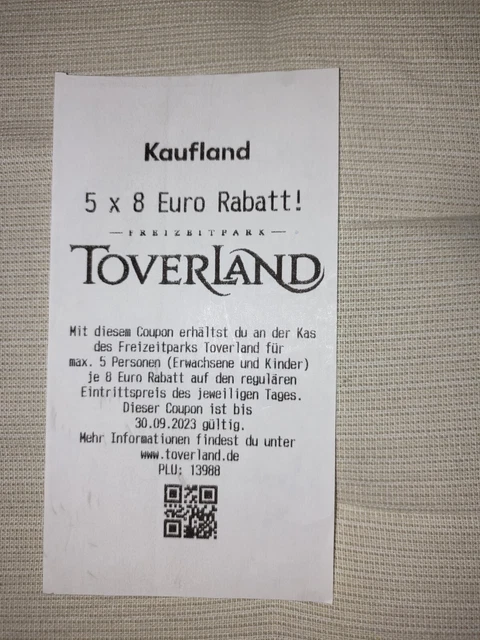 Kaufland
5 x 8 Euro Rabatt!
FREIZEITPARK
TOVERLAND
Mit diesem Coupon erhältst du an der Kas
des Freizeitparks Toverland für
max. 5 Personen (Erwachsene und Kinder)
je 8 Euro Rabatt auf den regulären
Eintrittspreis des jeweiligen Tages.
Dieser Coupon ist bis
30.09.2023 gültig.
Mehr Informationen findest du unter
www.toverland.de
PLU: 13988